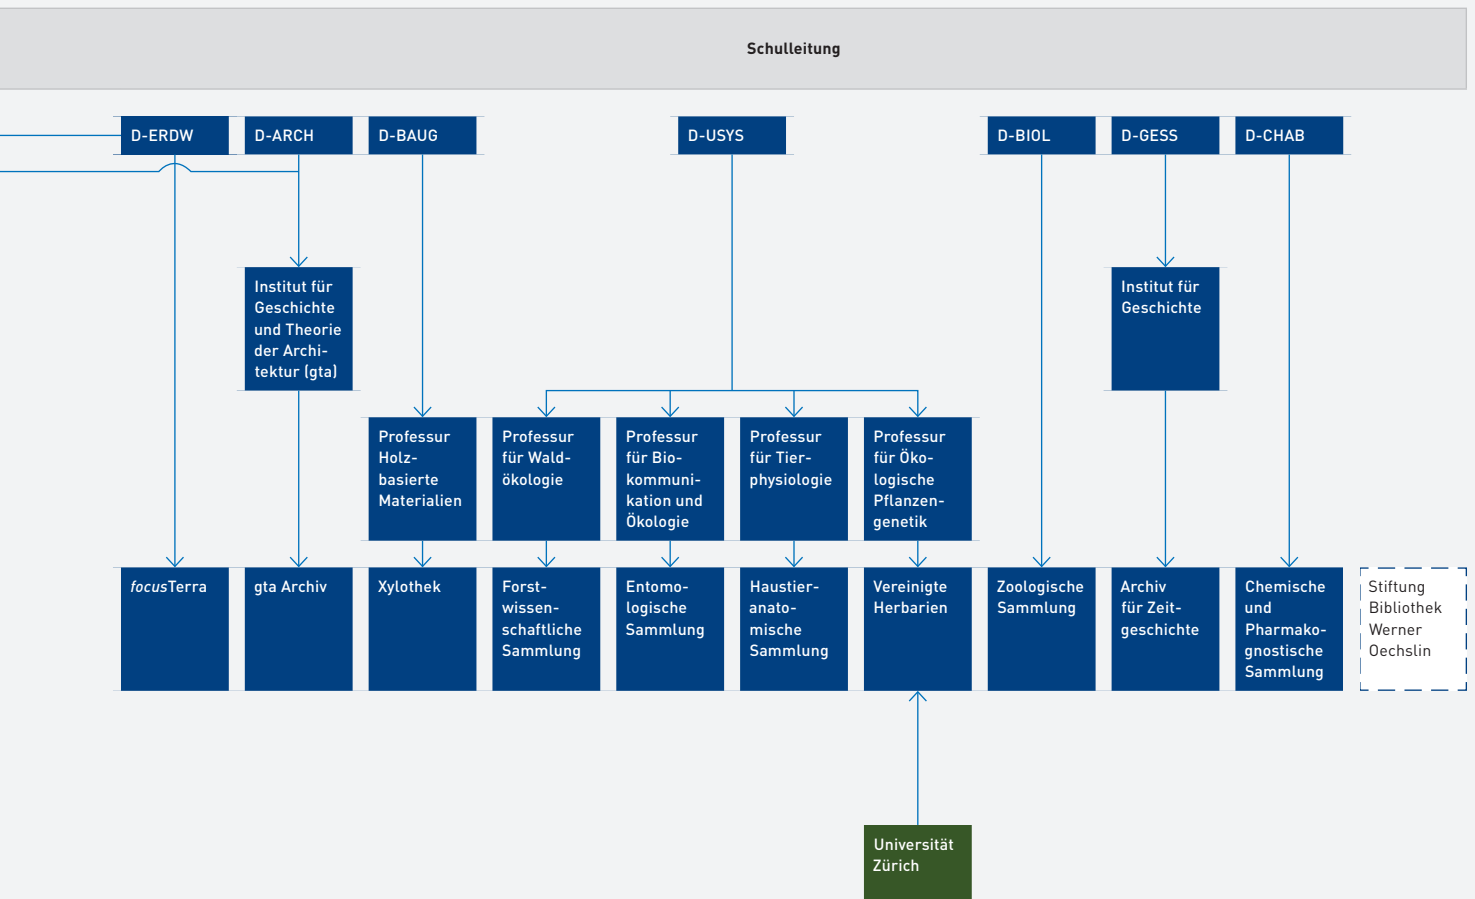 Schulleitung
D-ERDW
D-ARCH
D-BAUG
D-USYS
D-BIOL
D-GESS
D-CHAB
Institut für
Geschichte
und Theorie
der Archi-
tektur (gta)
Institut für
Geschichte
Professur
Holz-
basierte
Materialien
Professur
für Wald-
ökologie
Professur
für Bio-
kommuni-
kation und
Ökologie
Professur
für Tier-
physiologie
Professur
für Öko-
logische
Pflanzen-
genetik
focusTerra
gta Archiv
Xylothek
Forst-
wissen-
schaftliche
Sammlung
Entomo-
logische
Sammlung
Haustier-
anato-
mische
Sammlung
Vereinigte
Herbarien
Zoologische
Sammlung
Archiv
für Zeit-
geschichte
Chemische
und
Pharmako-
gnostische
Sammlung
Stiftung
Bibliothek
Werner
Oechslin
Universität
Zürich